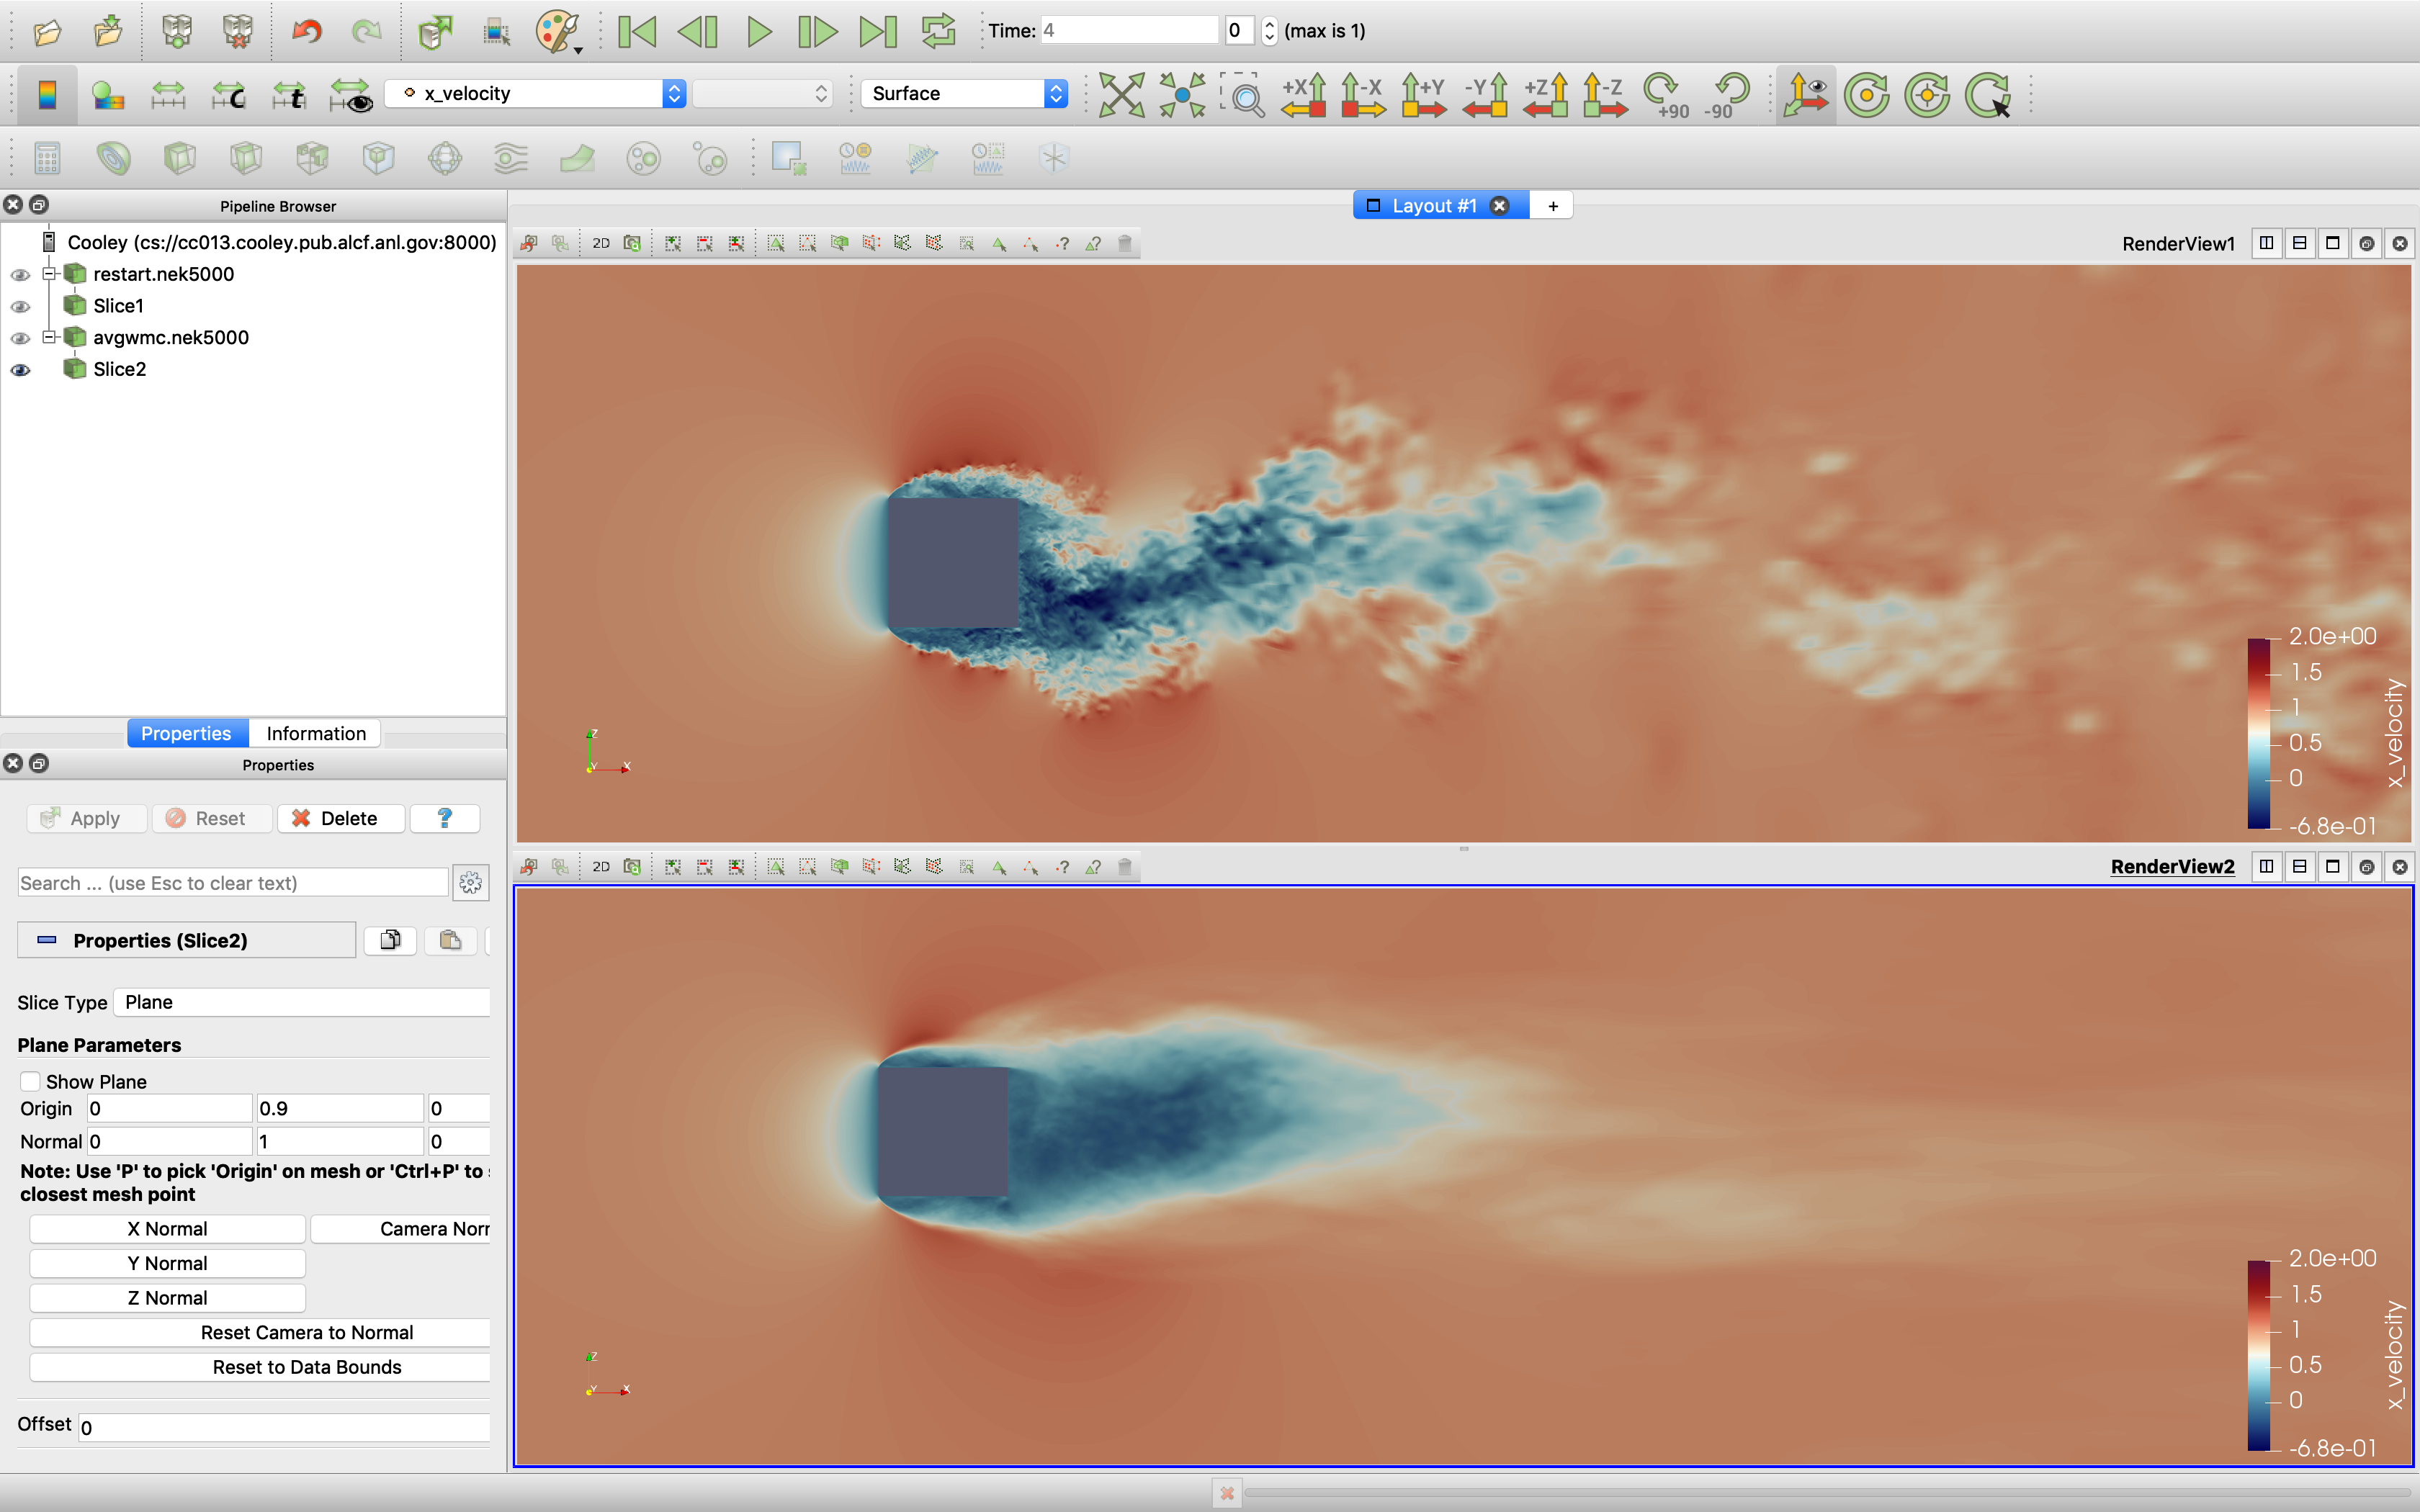 Time: 4 0 (max is 1)
x_velocity Surface +X -X +Y -Y +Z -Z +90 -90
Pipeline Browser
Layout #1 +
Cooley (cs://cc013.cooley.pub.alcf.anl.gov:8000)
restart.nek5000
Slice1
avgwmc.nek5000
Slice2
2D
RenderView1
2.0e+00
1.5
1
0.5
0
-6.8e-01
x_velocity
Z
Y X
Properties Information
Properties
Apply Reset Delete ?
Search ... (use Esc to clear text)
Properties (Slice2)
Slice Type Plane
Plane Parameters
Show Plane
Origin 0 0.9 0
Normal 0 1 0
Note: Use 'P' to pick 'Origin' on mesh or 'Ctrl+P' to
closest mesh point
X Normal Camera Norr
Y Normal
Z Normal
Reset Camera to Normal
Reset to Data Bounds
Offset 0
2D
RenderView2
2.0e+00
1.5
1
0.5
0
-6.8e-01
x_velocity
Z
Y X